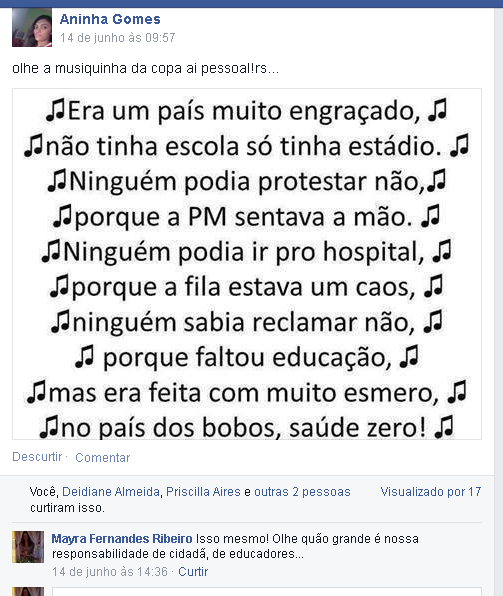 Aninha Gomes
14 de junho às 09:57
olhe a musiquinha da copa ai pessoal!rs...
♫Era um país muito engraçado, ♫
♫não tinha escola só tinha estádio. ♫
♫Ninguém podia protestar não,♫
♫porque a PM sentava a mão. ♫
♫Ninguém podia ir pro hospital, ♫
♫porque a fila estava um caos, ♫
♫ninguém sabia reclamar não, ♫
♫ porque faltou educação, ♫
♫mas era feita com muito esmero, ♫
♫no país dos bobos, saúde zero! ♫
Descurtir · Comentar
Você, Deidiane Almeida, Priscilla Aires e outras 2 pessoas Visualizado por 17
curtiram isso.
Mayra Fernandes Ribeiro Isso mesmo! Olhe quão grande é nossa
responsabilidade de cidadã, de educadores...
14 de junho às 14:36 · Curtir